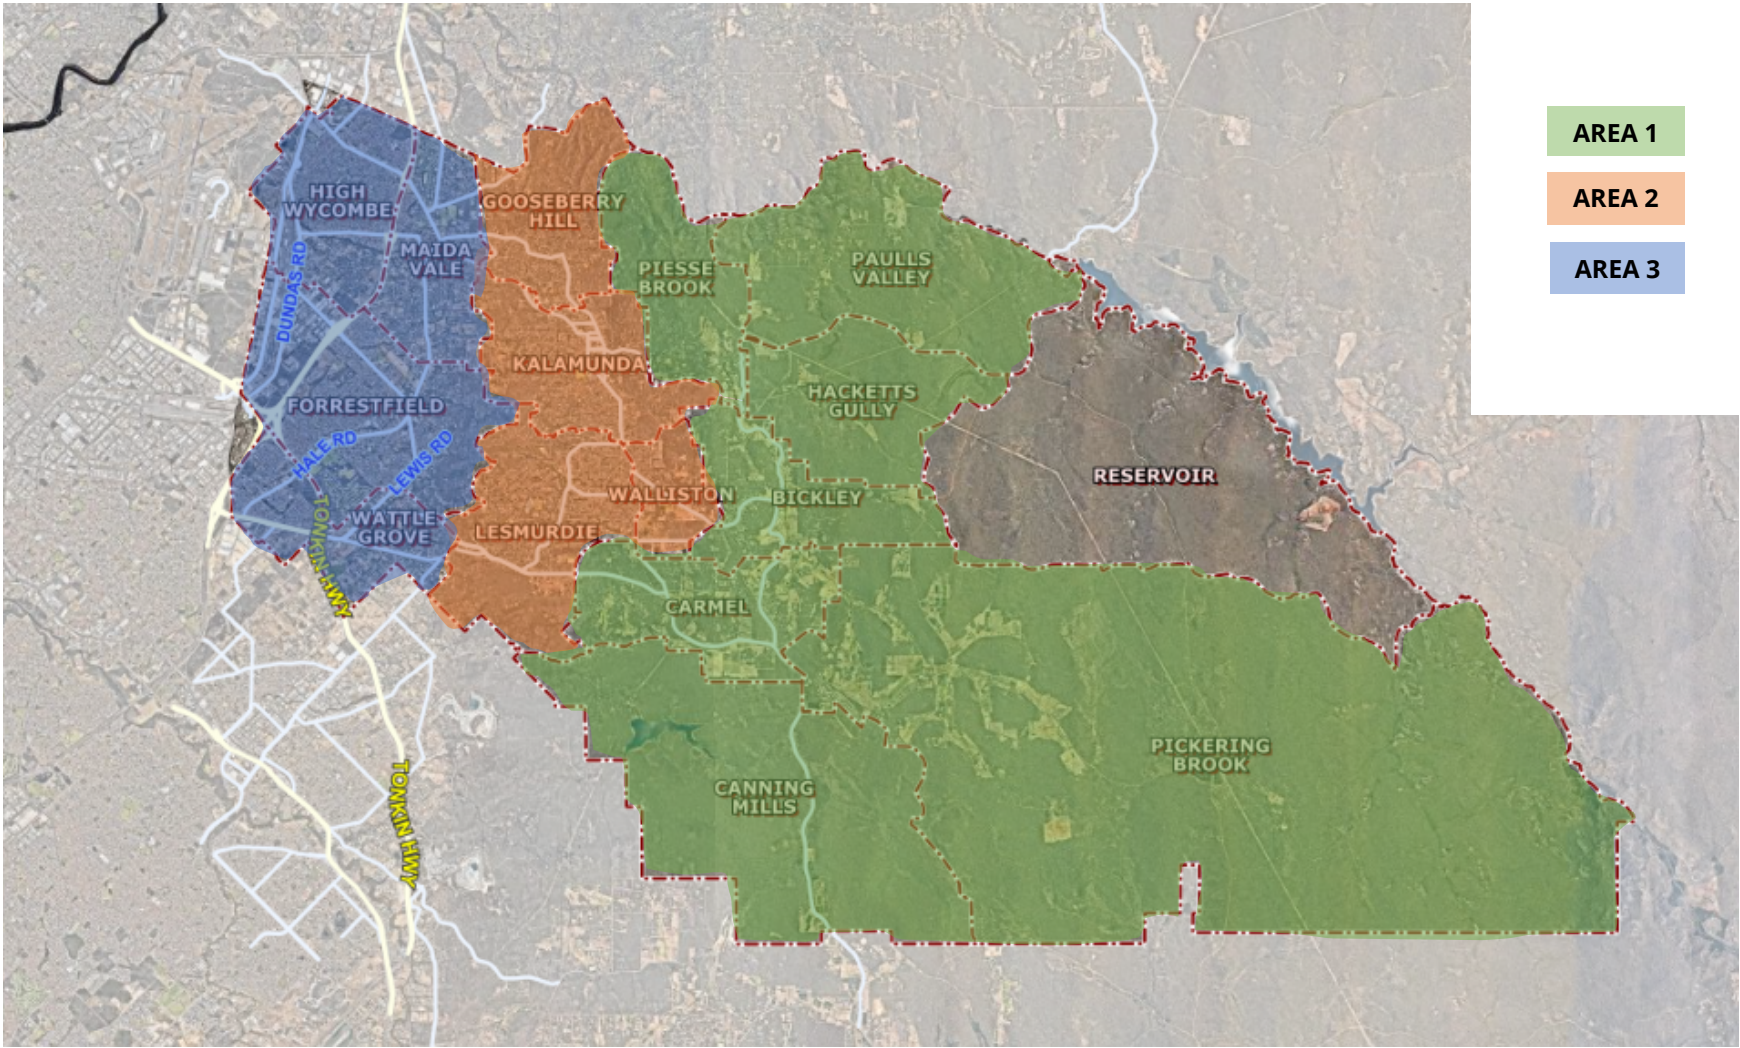 AREA 1
AREA 2
AREA 3
HIGH
WYCOMBE
GOOSEBERRY
HILL
MAIDA
VALE
PIESSE
BROOK
PAULLS
VALLEY
DUNDAS RD
KALAMUNDA
HACKETTS
GULLY
FORRESTFIELD
HALE RD
LEWIS RD
RESERVOIR
WALLISTON
BICKLEY
TONKIN HWY
WATTLE
GROVE
LESMURDIE
CARMEL
PICKERING
BROOK
CANNING
MILLS
TONKIN HWY